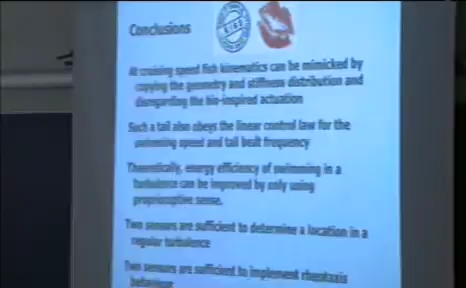 Conclusions
At cruising speed fish kinematics can be mimicked by
copying the geometry and stiffness distribution and
disregarding the bio-inspired actuation
Such a tail also obeys the linear control law for the
swimming speed and tail beat frequency
Theoretically, energy efficiency of swimming in a
turbulence can be improved by only using
proprioceptive sense.
Two sensors are sufficient to determine a location in a
regular turbulence
Two sensors are sufficient to implement rheotaxis
behaviour